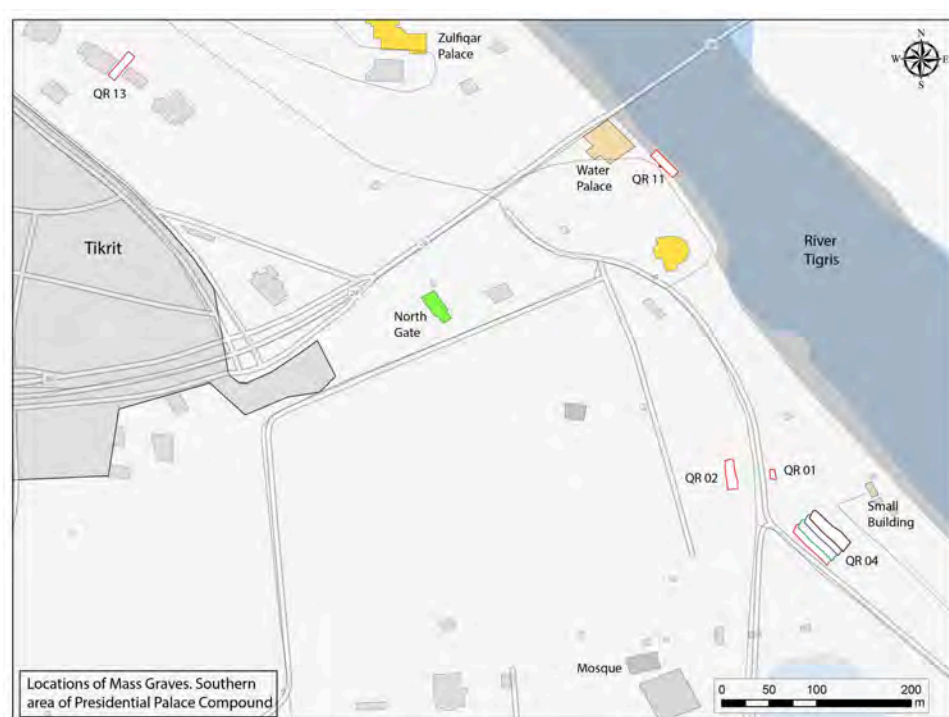 Zulfiqar
Palace
N
W E
S
QR 13
Water
Palace
QR 11
Tikrit
River
Tigris
North
Gate
QR 02
QR 01
Small
Building
QR 04
Mosque
Locations of Mass Graves. Southern
area of Presidential Palace Compound
0 50 100 200
m